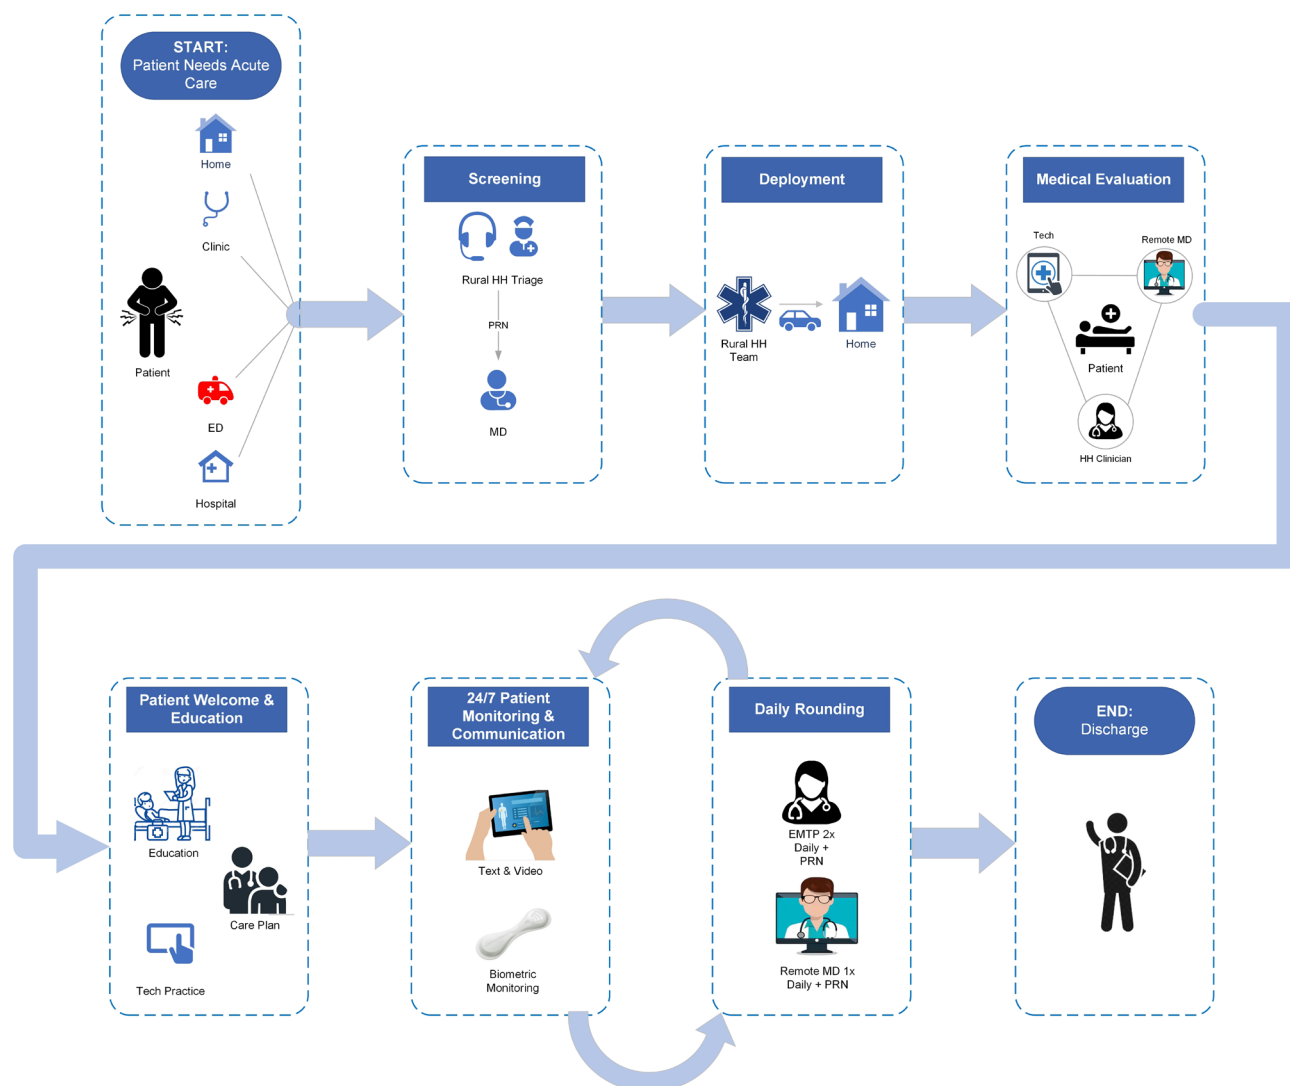 START:
Patient Needs Acute
Care
Home
Clinic
Patient
ED
Hospital
Screening
Rural HH Triage
PRN
MD
Deployment
Rural HH
Team
Home
Medical Evaluation
Tech
Remote MD
Patient
HH Clinician
Patient Welcome &
Education
Education
Care Plan
Tech Practice
24/7 Patient
Monitoring &
Communication
Text & Video
Biometric
Monitoring
Daily Rounding
EMTP 2x
Daily +
PRN
Remote MD 1x
Daily + PRN
END:
Discharge